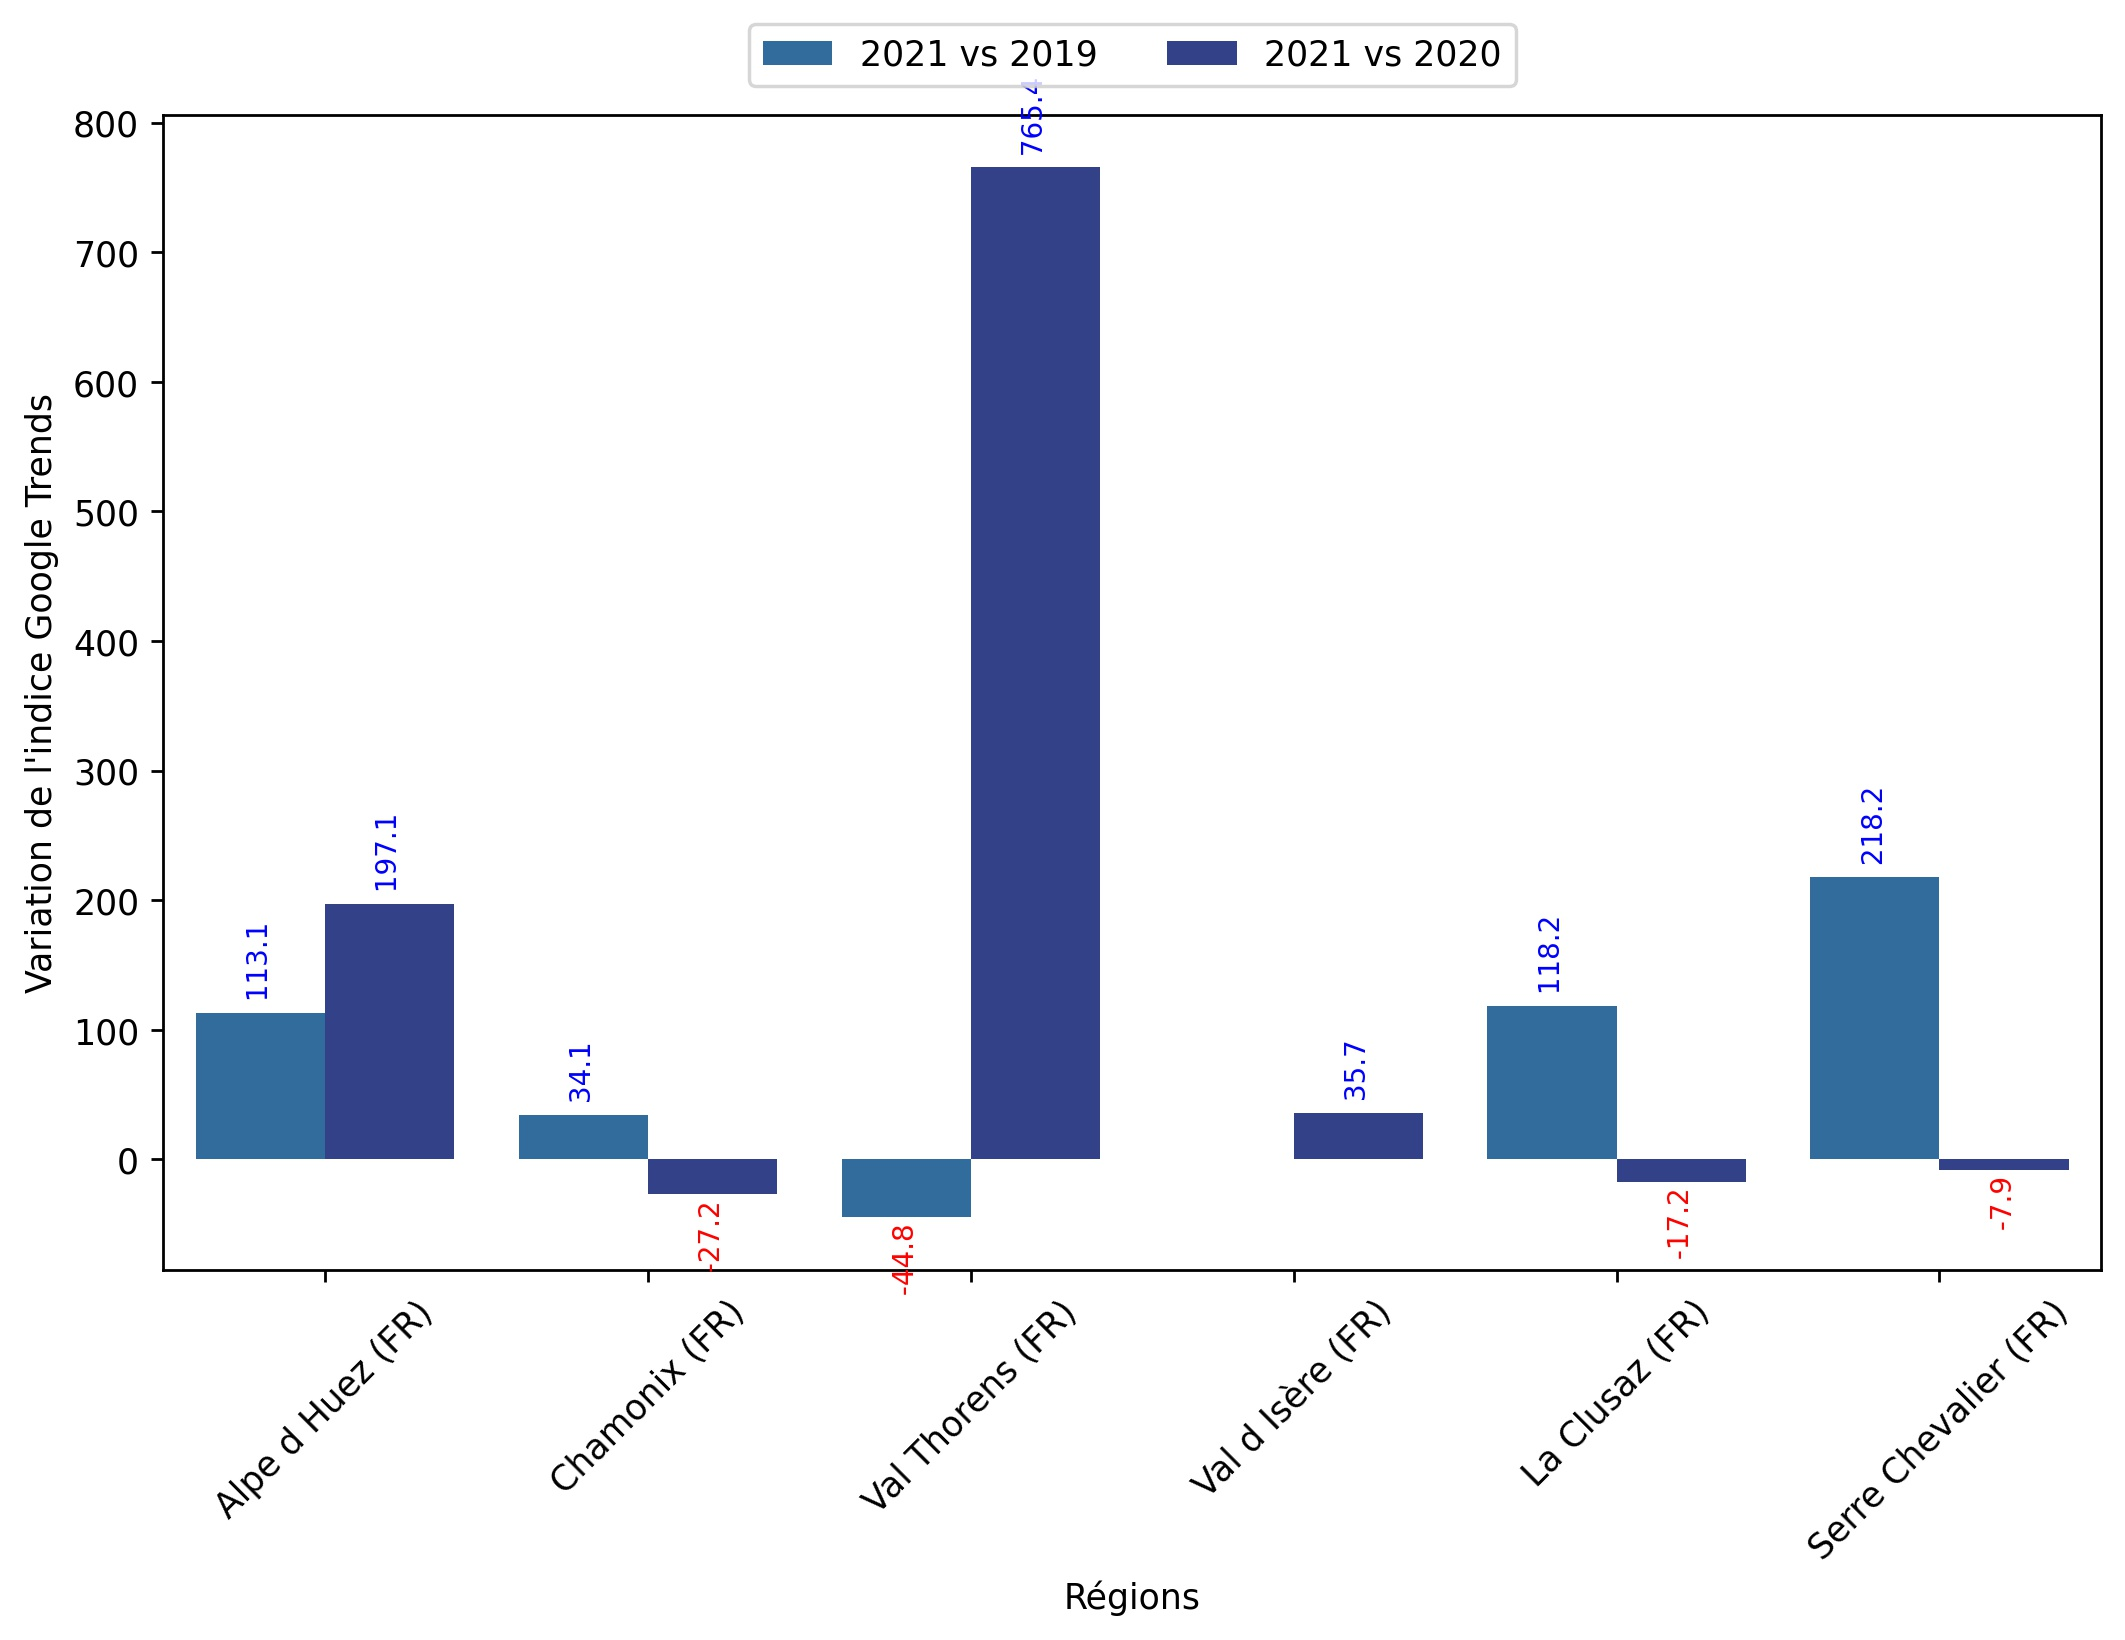 2021 vs 2019
2021 vs 2020
Variation de l'indice Google Trends
800
700
600
500
400
300
200
100
0
113.1
197.1
34.1
-27.2
-44.8
765.4
35.7
118.2
-17.2
218.2
-7.9
Alpe d Huez (FR)
Chamonix (FR)
Val Thorens (FR)
Val d Isère (FR)
La Clusaz (FR)
Serre Chevalier (FR)
Régions